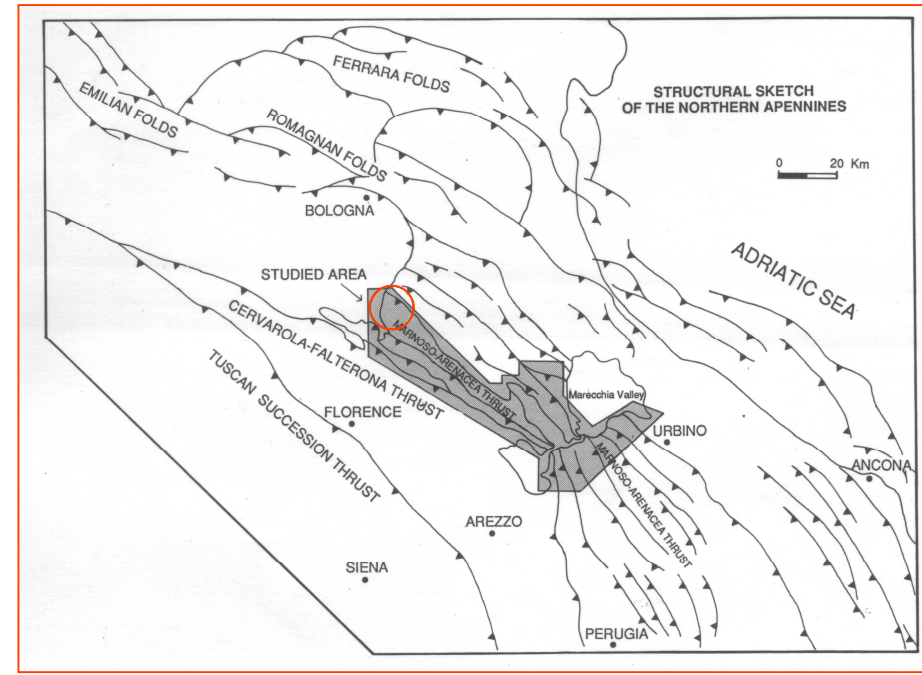 STRUCTURAL SKETCH
OF THE NORTHERN APENNINES
0 20 Km
FERRARA FOLDS
EMILIAN FOLDS
ROMAGNAN FOLDS
BOLOGNA
ADRIATIC SEA
STUDIED AREA
CERVAROLA-FALTERONA THRUST
MARNOSO-ARENACEA THRUST
TUSCAN SUCCESSION THRUST
Marecchia Valley
FLORENCE
URBINO
MARNOSO-ARENACEA THRUST
ANCONA
AREZZO
SIENA
PERUGIA